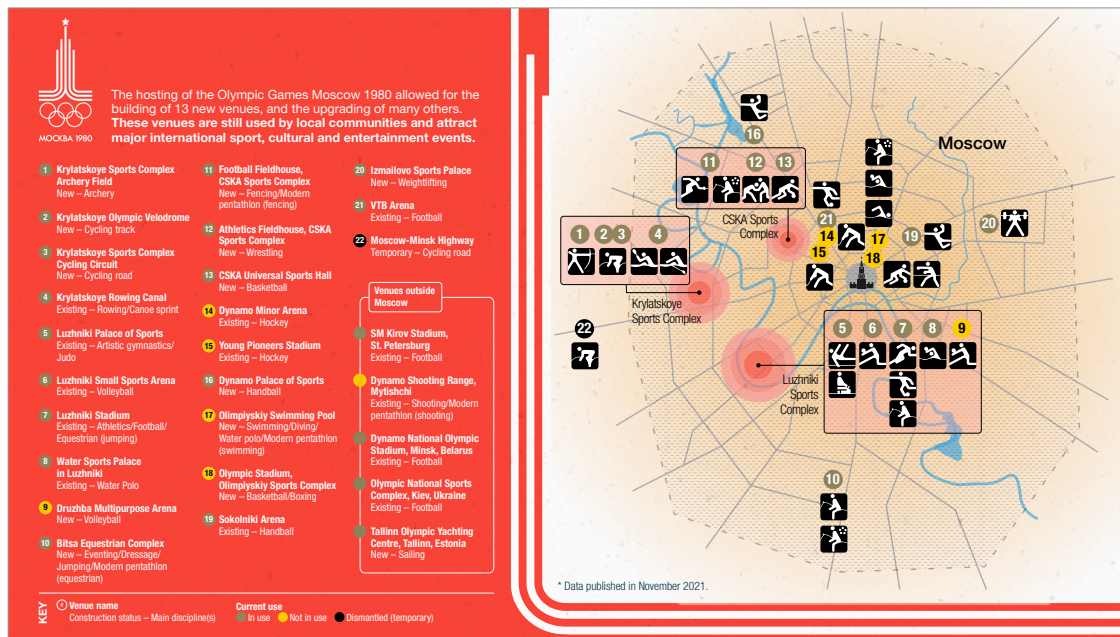 МОСКВА 1980
The hosting of the Olympic Games Moscow 1980 allowed for the
building of 13 new venues, and the upgrading of many others.
These venues are still used by local communities and attract
major international sport, cultural and entertainment events.
1 Krylatskoye Sports Complex
Archery Field
New – Archery
2 Krylatskoye Olympic Velodrome
New – Cycling track
3 Krylatskoye Sports Complex
Cycling Circuit
New – Cycling road
4 Krylatskoye Rowing Canal
Existing – Rowing/Canoe sprint
5 Luzhniki Palace of Sports
Existing – Artistic gymnastics/
Judo
6 Luzhniki Small Sports Arena
Existing – Volleyball
7 Luzhniki Stadium
Existing – Athletics/Football/
Equestrian (jumping)
8 Water Sports Palace
in Luzhniki
Existing – Water Polo
9 Druzhba Multipurpose Arena
New – Volleyball
10 Bitsa Equestrian Complex
New – Eventing/Dressage/
Jumping/Modern pentathlon
(equestrian)
11 Football Fieldhouse,
CSKA Sports Complex
New – Fencing/Modern
pentathlon (fencing)
12 Athletics Fieldhouse, CSKA
Sports Complex
New – Wrestling
13 CSKA Universal Sports Hall
New – Basketball
14 Dynamo Minor Arena
Existing – Hockey
15 Young Pioneers Stadium
Existing – Hockey
16 Dynamo Palace of Sports
New – Handball
17 Olimpiyskiy Swimming Pool
New – Swimming/Diving/
Water polo/Modern pentathlon
(swimming)
18 Olympic Stadium,
Olimpiyskiy Sports Complex
New – Basketball/Boxing
19 Sokolniki Arena
Existing – Handball
20 Izmailovo Sports Palace
New – Weightlifting
21 VTB Arena
Existing – Football
22 Moscow-Minsk Highway
Temporary – Cycling road
Venues outside
Moscow
SM Kirov Stadium,
St. Petersburg
Existing – Football
Dynamo Shooting Range,
Mytishchi
Existing – Shooting/Modern
pentathlon (shooting)
Dynamo National Olympic
Stadium, Minsk, Belarus
Existing – Football
Olympic National Sports
Complex, Kiev, Ukraine
Existing – Football
Tallinn Olympic Yachting
Centre, Tallinn, Estonia
New – Sailing
KEY
# Venue name
Construction status – Main discipline(s)
Current use
In use Not in use Dismantled (temporary)
Moscow
16
11 12 13
CSKA Sports
Complex
21
14 17
15 18
19
20
1 2 3 4
Krylatskoye
Sports Complex
22
5 6 7 8 9
Luzhniki
Sports
Complex
10
* Data published in November 2021.